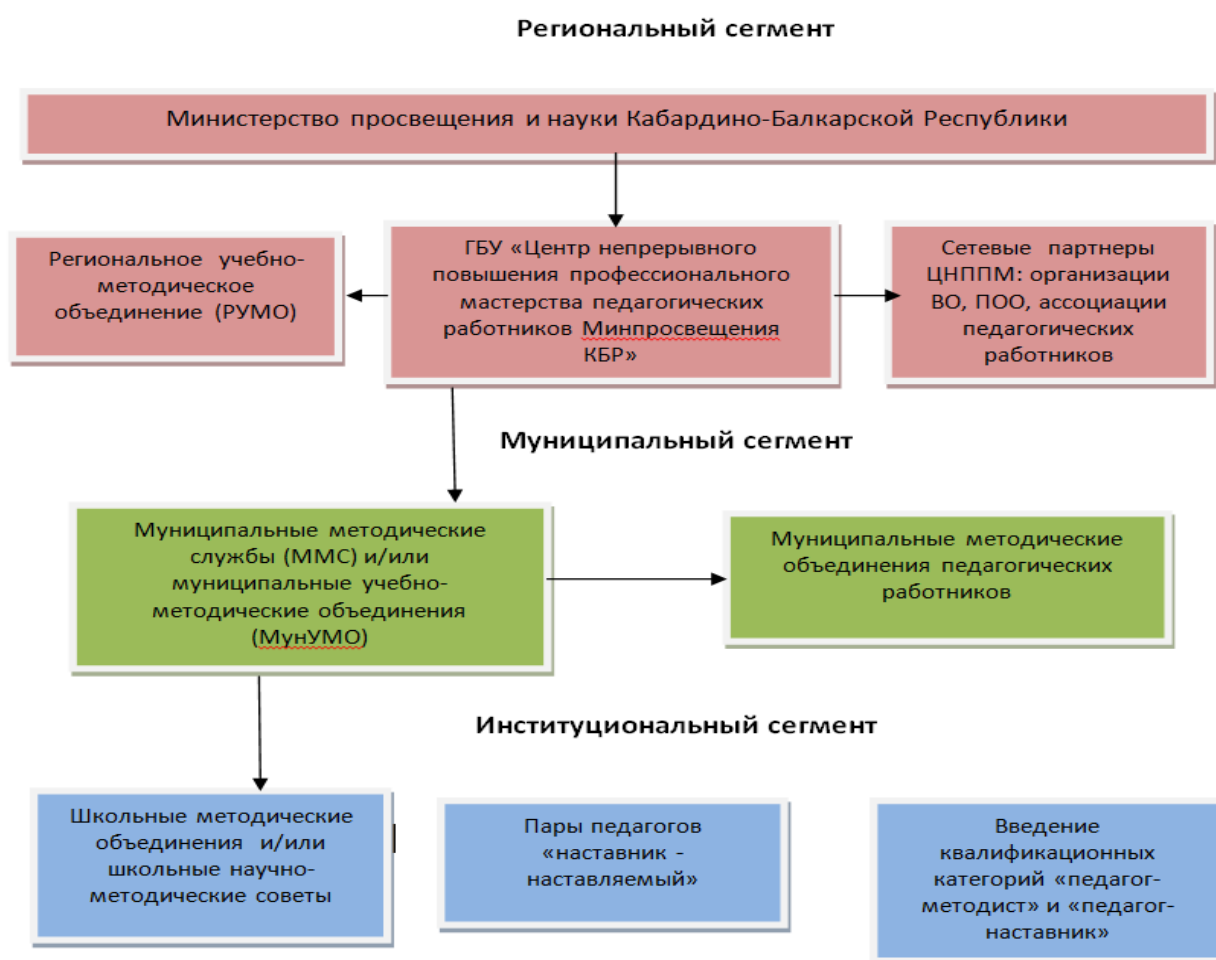 Региональный сегмент
Министерство просвещения и науки Кабардино-Балкарской Республики
Региональное учебно-
методическое
объединение (РУМО)
ГБУ «Центр непрерывного
повышения профессионального
мастерства педагогических
работников Минпросвещения
КБР»
Сетевые партнеры
ЦНППМ: организации
ВО, ПОО, ассоциации
педагогических
работников
Муниципальный сегмент
Муниципальные методические
службы (ММС) и/или
муниципальные учебно-
методические объединения
(МунУМО)
Муниципальные методические
объединения педагогических
работников
Институциональный сегмент
Школьные методические
объединения и/или
школьные научно-
методические советы
Пары педагогов
«наставник -
наставляемый»
Введение
квалификационных
категорий «педагог-
методист» и «педагог-
наставник»